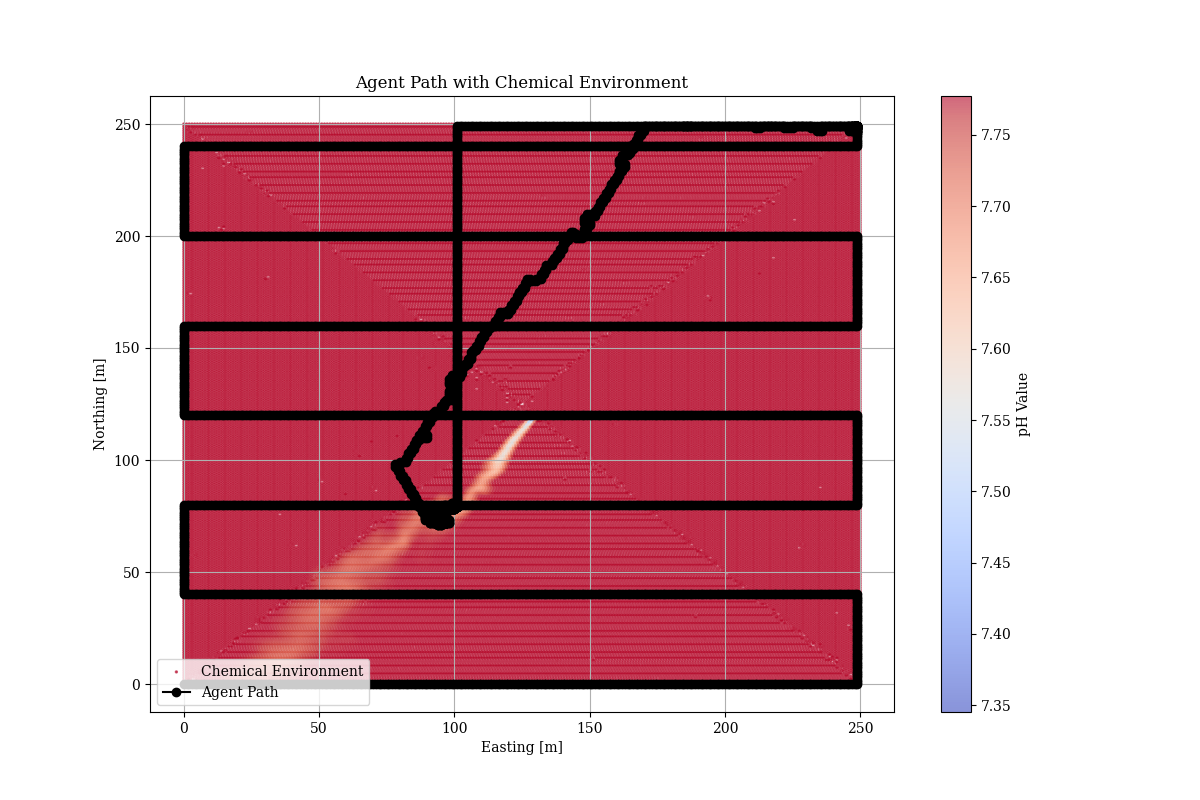 Agent Path with Chemical Environment
250
200
150
100
50
0
Northing [m]
0 50 100 150 200 250
Easting [m]
Chemical Environment
Agent Path
7.75
7.70
7.65
7.60
7.55
7.50
7.45
7.40
7.35
pH Value